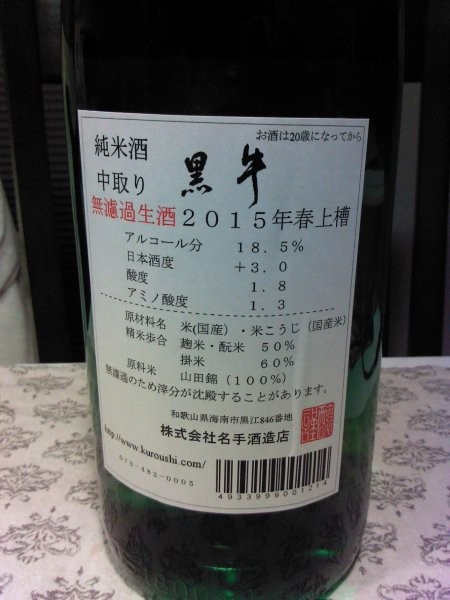 お酒は20歳になってから
純米酒
中取り
黒牛
無濾過生酒2015年春上槽
アルコール分 18.5%
日本酒度 +3.0
酸度 1.8
アミノ酸度 1.3
原材料名 米(国産)・米こうじ(国産米)
精米歩合 麹米・酛米 50%
掛米 60%
原料米 山田錦(100%)
無濾過のため滓分が沈殿することがあります。
和歌山県海南市黒江846番地
株式会社名手酒造店
http://www.kuroushi.com/
073-482-0005
4933999001214